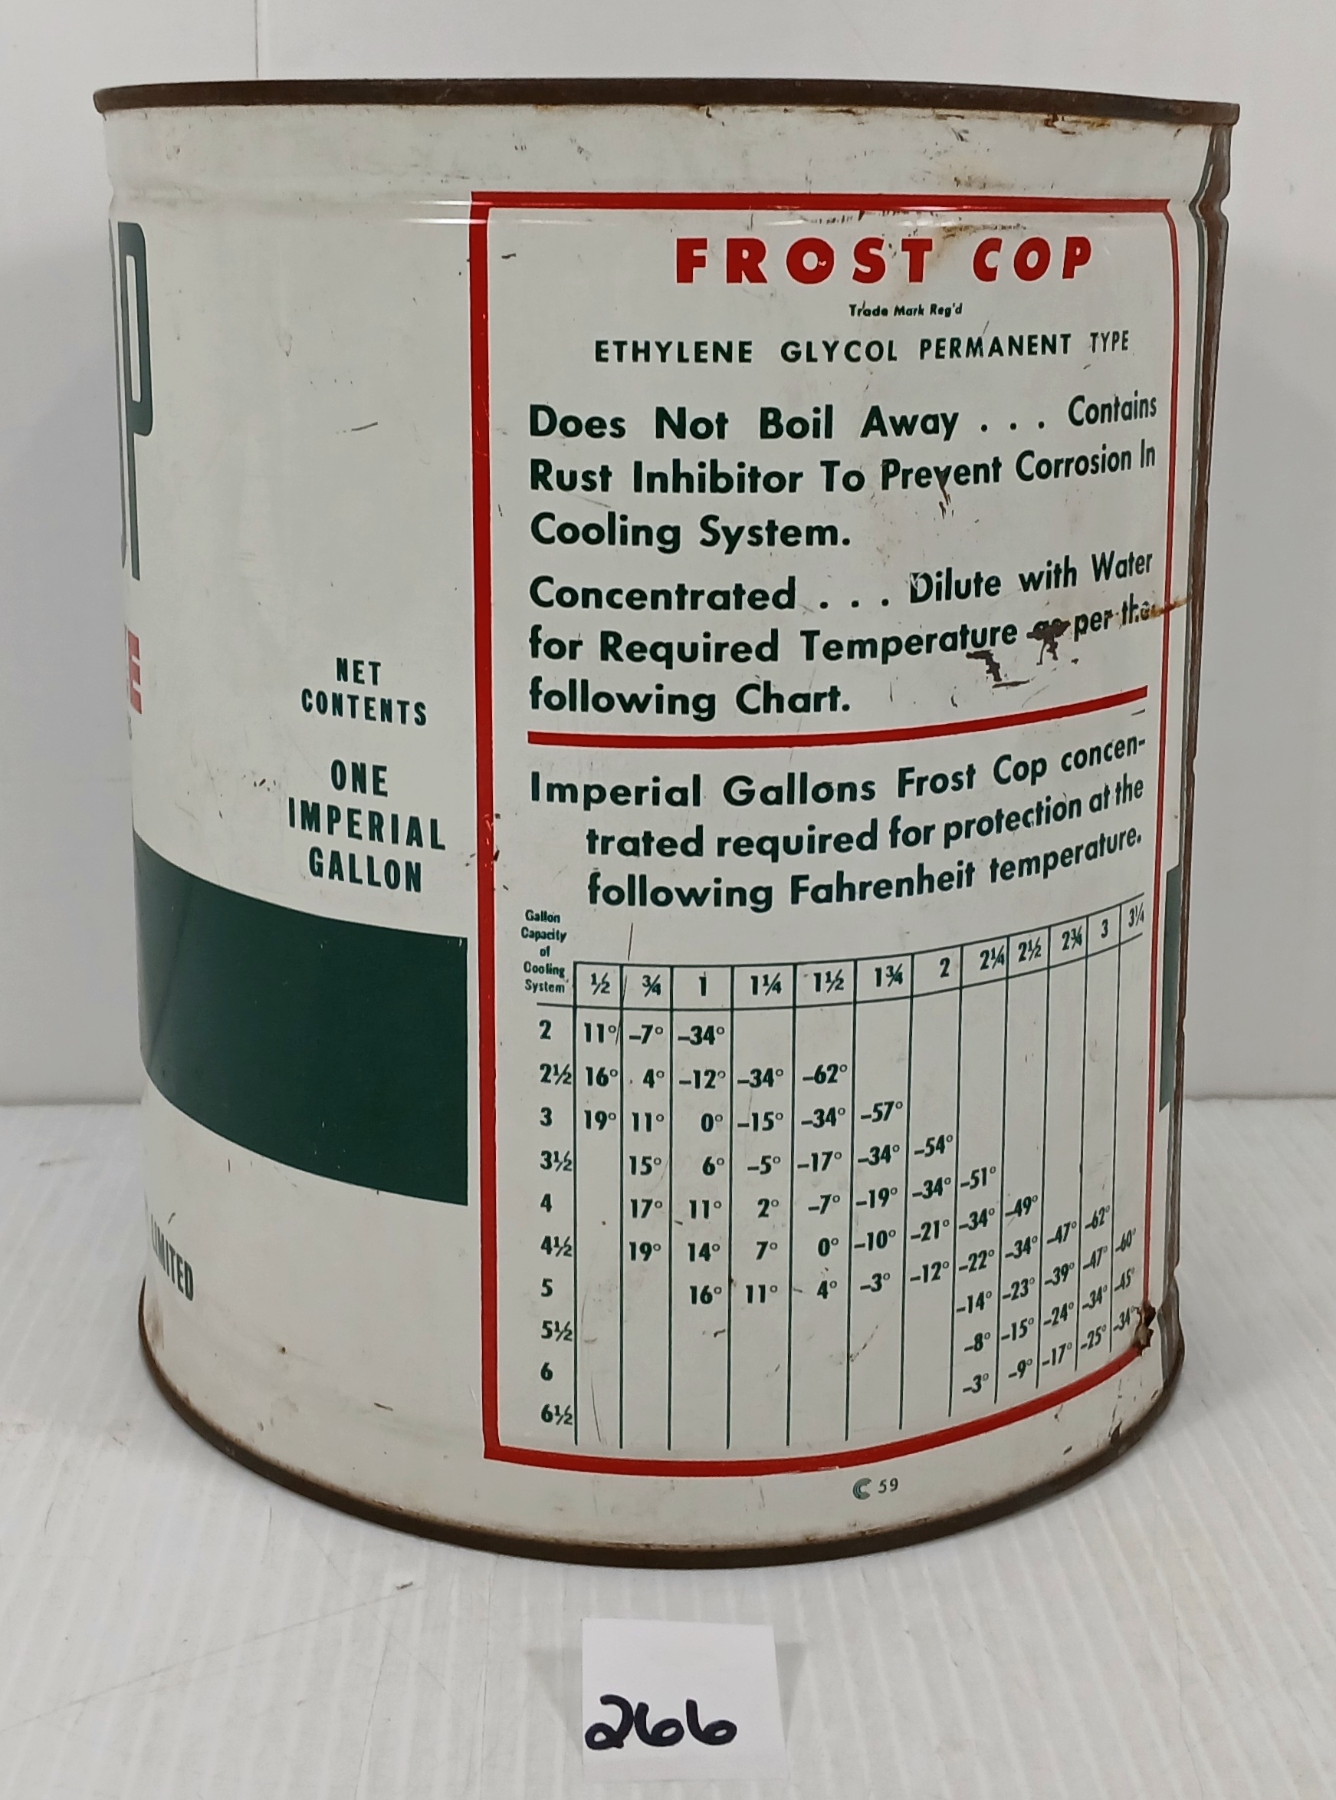 P
E
NET
CONTENTS
ONE
IMPERIAL
GALLON
LIMITED
FROST COP
Trade Mark Reg'd
ETHYLENE GLYCOL PERMANENT TYPE
Does Not Boil Away . . . Contains
Rust Inhibitor To Prevent Corrosion In
Cooling System.
Concentrated . . . Dilute with Water
for Required Temperature as per the
following Chart.
Imperial Gallons Frost Cop concen-
trated required for protection at the
following Fahrenheit temperature.
Gallon
Capacity
of
Cooling
System
½ ¾ 1 1¼ 1½ 1¾ 2 2¼ 2½ 2¾ 3 3¼
2 11° –7° –34°
2½ 16° 4° –12° –34° –62°
3 19° 11° 0° –15° –34° –57°
3½ 15° 6° –5° –17° –34° –54°
4 17° 11° 2° –7° –19° –34° –51°
4½ 19° 14° 7° 0° –10° –21° –34° –49°
5 16° 11° 4° –3° –12° –22° –34° –47° –62°
5½ –14° –23° –39° –47° –60°
6 –8° –15° –24° –34° –45°
6½ –3° –9° –17° –25° –34°
C 59
266